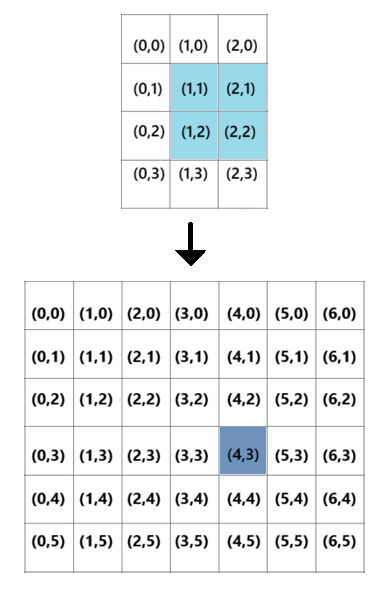 (0,0) (1,0) (2,0)
(0,1) (1,1) (2,1)
(0,2) (1,2) (2,2)
(0,3) (1,3) (2,3)
(0,0) (1,0) (2,0) (3,0) (4,0) (5,0) (6,0)
(0,1) (1,1) (2,1) (3,1) (4,1) (5,1) (6,1)
(0,2) (1,2) (2,2) (3,2) (4,2) (5,2) (6,2)
(0,3) (1,3) (2,3) (3,3) (4,3) (5,3) (6,3)
(0,4) (1,4) (2,4) (3,4) (4,4) (5,4) (6,4)
(0,5) (1,5) (2,5) (3,5) (4,5) (5,5) (6,5)